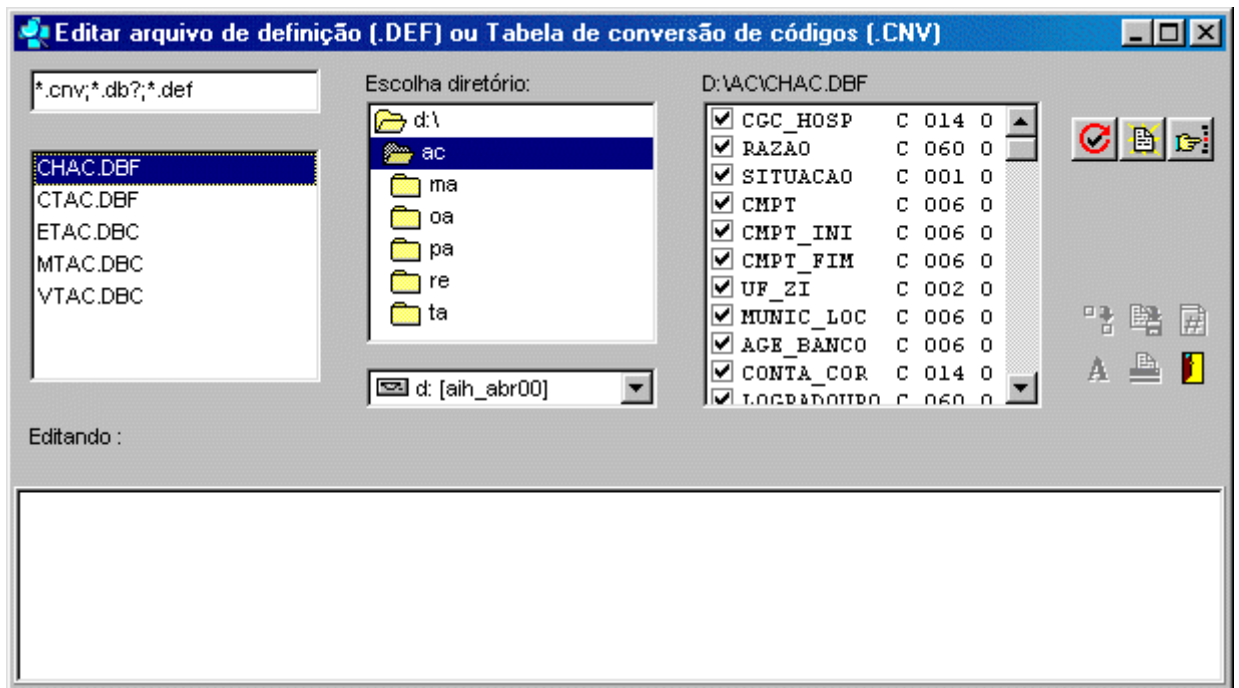 Editar arquivo de definição (.DEF) ou Tabela de conversão de códigos (.CNV)
*.cnv;*.db?;*.def
CHAC.DBF
CTAC.DBF
ETAC.DBC
MTAC.DBC
VTAC.DBC
Escolha diretório:
d:\
ac
ma
oa
pa
re
ta
d: [aih_abr00]
D:\AC\CHAC.DBF
CGC_HOSP C 014 0
RAZAO C 060 0
SITUACAO C 001 0
CMPT C 006 0
CMPT_INI C 006 0
CMPT_FIM C 006 0
UF_ZI C 002 0
MUNIC_LOC C 006 0
AGE_BANCO C 006 0
CONTA_COR C 014 0
LOGRADOURO C 060 0
A
#
Editando :